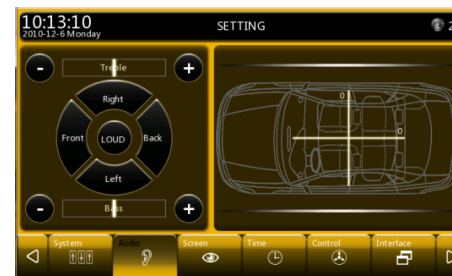 10:13:10
2010-12-6 Monday
SETTING
2
- Treble +
Right
Front LOUD Back
Left
- Bass +
0
0
System Audio Screen Time Control Interface